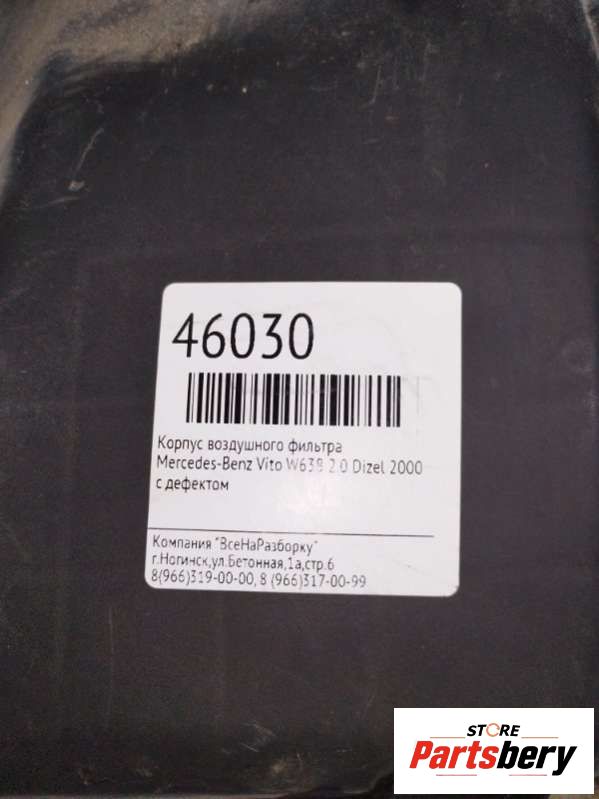 46030
Корпус воздушного фильтра
Mercedes-Benz Vito W638 2.0 Dizel 2000
с дефектом
Компания "ВсеНаРазборку"
г.Ногинск,ул.Бетонная,1а,стр.6
8(966)319-00-00, 8 (966)317-00-99
STORE
Partsbery